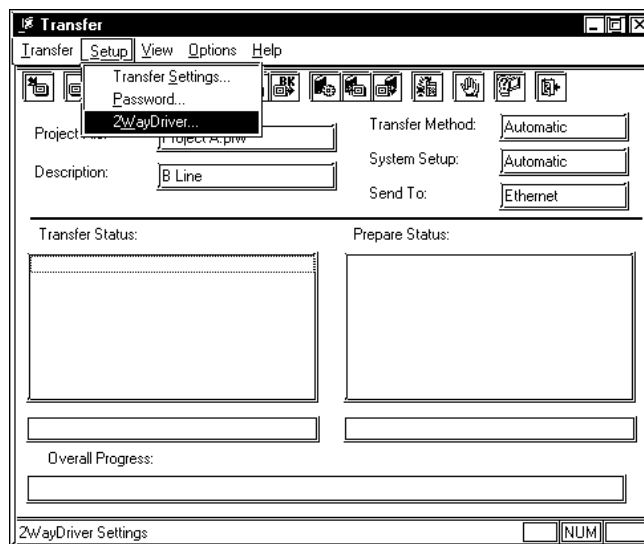 Transfer
Transfer Setup View Options Help
BK
Transfer Settings...
Password...
2WayDriver...
Project A.prw
Description: B Line
Transfer Method: Automatic
System Setup: Automatic
Send To: Ethernet
Transfer Status: Prepare Status:
Overall Progress:
2WayDriver Settings NUM